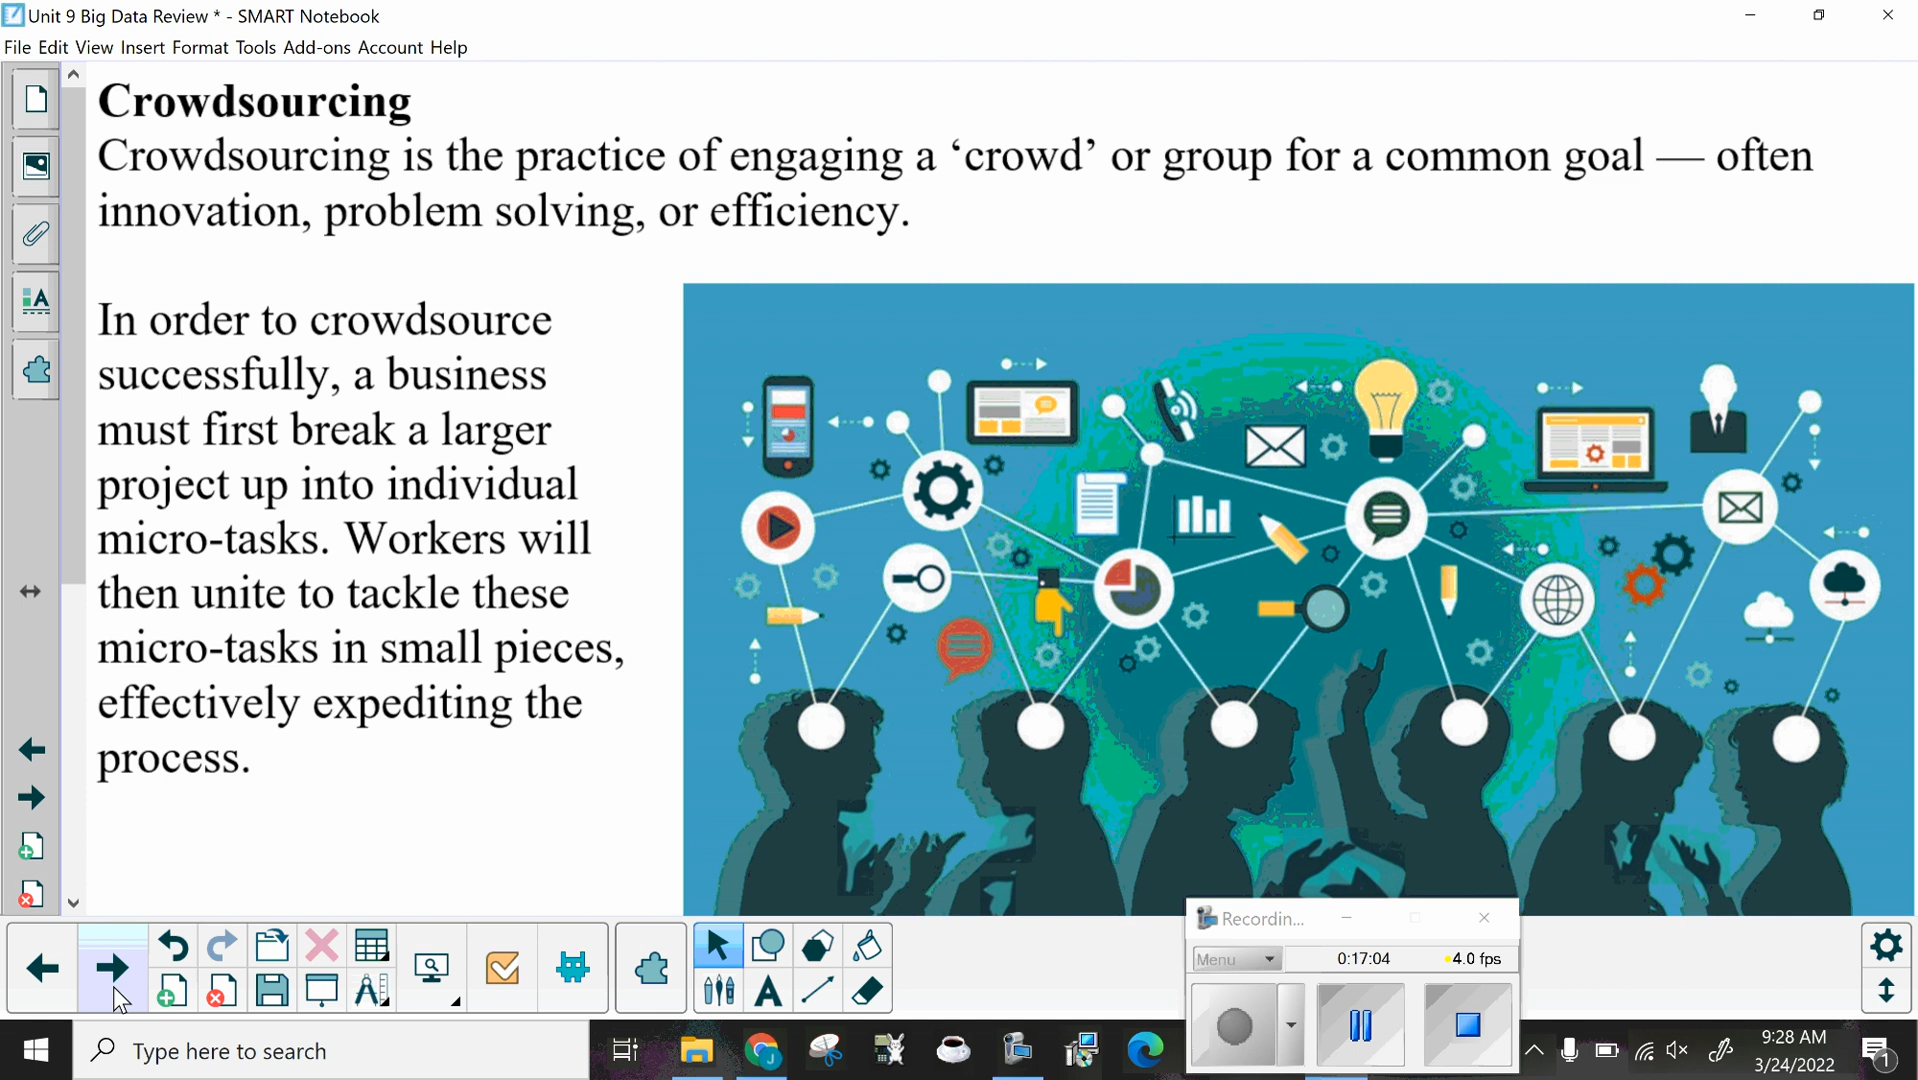 Unit 9 Big Data Review * - SMART Notebook
File Edit View Insert Format Tools Add-ons Account Help
Crowdsourcing
Crowdsourcing is the practice of engaging a ‘crowd’ or group for a common goal — often
innovation, problem solving, or efficiency.
In order to crowdsource
successfully, a business
must first break a larger
project up into individual
micro-tasks. Workers will
then unite to tackle these
micro-tasks in small pieces,
effectively expediting the
process.
Recordin...
Menu
0:17:04
4.0 fps
Type here to search
9:28 AM
3/24/2022
1